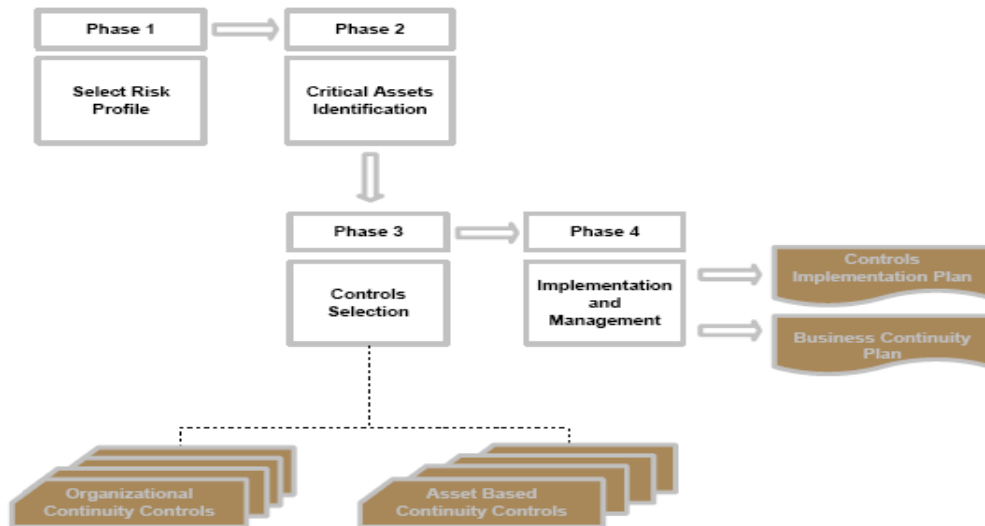 Phase 1
Phase 2
Select Risk
Profile
Critical Assets
Identification
Phase 3
Phase 4
Controls
Selection
Implementation
and
Management
Controls
Implementation Plan
Business Continuity
Plan
Organizational
Continuity Controls
Asset Based
Continuity Controls